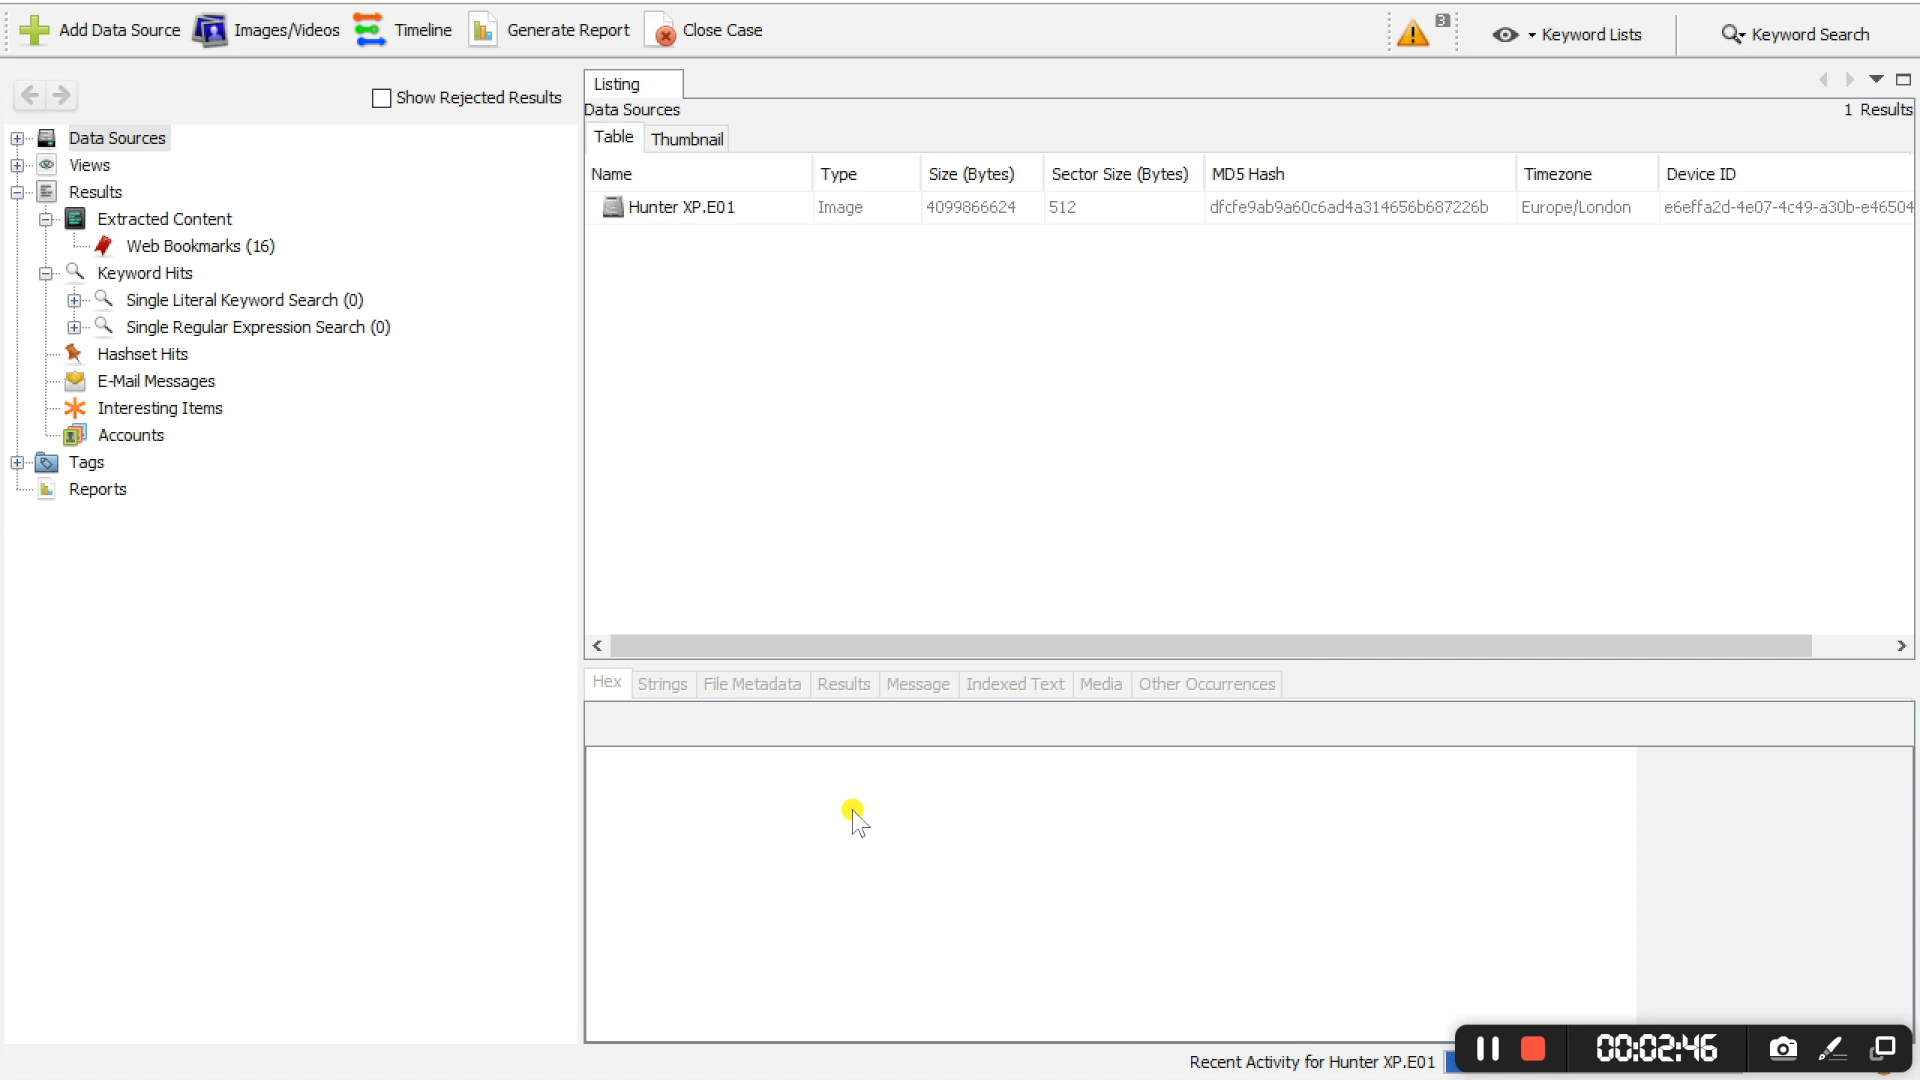 Add Data Source Images/Videos Timeline Generate Report Close Case 3 Keyword Lists Keyword Search
Show Rejected Results
Data Sources
Views
Results
Extracted Content
Web Bookmarks (16)
Keyword Hits
Single Literal Keyword Search (0)
Single Regular Expression Search (0)
Hashset Hits
E-Mail Messages
Interesting Items
Accounts
Tags
Reports
Listing
Data Sources 1 Results
Table Thumbnail
Name Type Size (Bytes) Sector Size (Bytes) MD5 Hash Timezone Device ID
Hunter XP.E01 Image 4099866624 512 dfcfe9ab9a60c6ad4a314656b687226b Europe/London e6effa2d-4e07-4c49-a30b-e46504
Hex Strings File Metadata Results Message Indexed Text Media Other Occurrences
Recent Activity for Hunter XP.E01
00:02:46